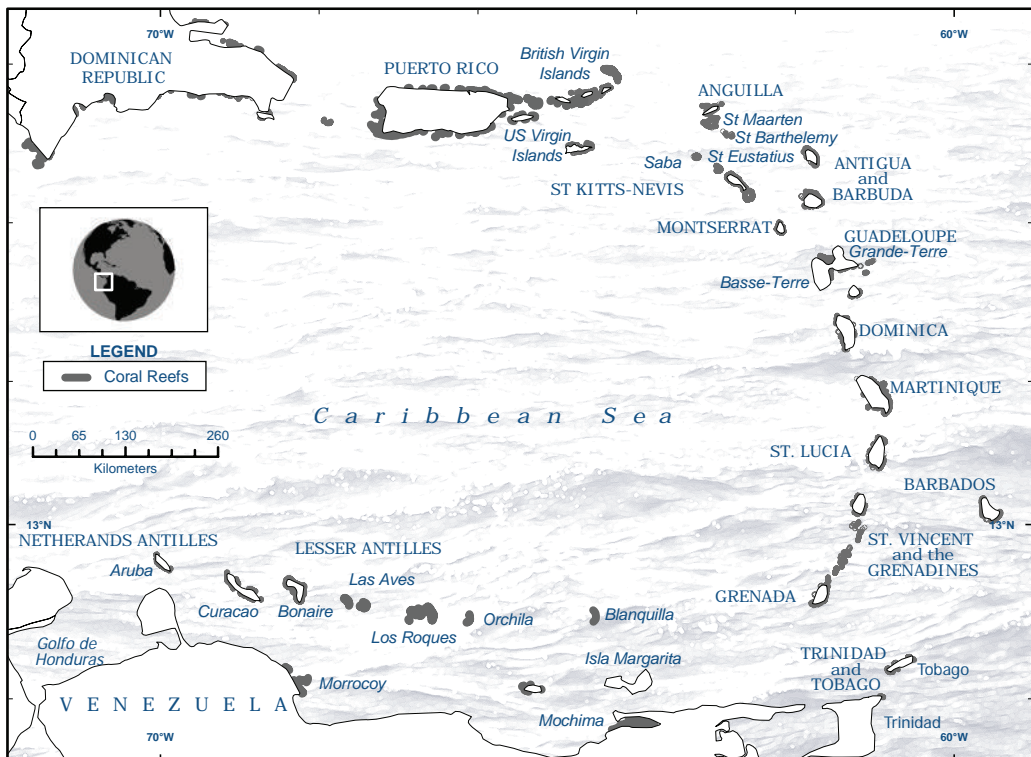 70°W
60°W
DOMINICAN
REPUBLIC
PUERTO RICO
British Virgin
Islands
US Virgin
Islands
ANGUILLA
St Maarten
St Barthelemy
Saba
St Eustatius
ST KITTS-NEVIS
ANTIGUA
and
BARBUDA
MONTSERRAT
GUADELOUPE
Grande-Terre
Basse-Terre
DOMINICA
LEGEND
Coral Reefs
MARTINIQUE
Caribbean Sea
0 65 130 260
Kilometers
ST. LUCIA
BARBADOS
13°N
13°N
NETHERANDS ANTILLES
LESSER ANTILLES
ST. VINCENT
and the
GRENADINES
Aruba
Las Aves
Curacao
Bonaire
GRENADA
Los Roques
Orchila
Blanquilla
Golfo de
Honduras
Isla Margarita
TRINIDAD
and
TOBAGO
Tobago
Morrocoy
VENEZUELA
Mochima
Trinidad
70°W
60°W